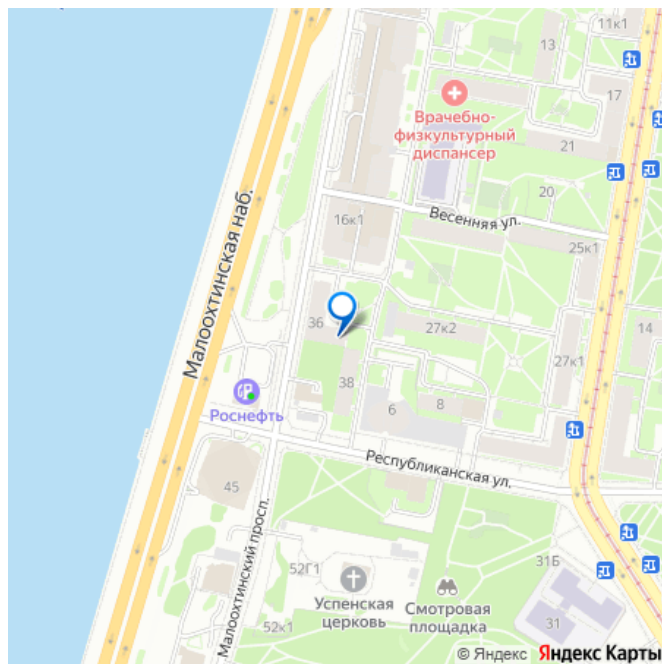 11к1
13
17
Врачебно-
физкультурный
диспансер
21
20
Малоохтинская наб.
16к1
Весенняя ул.
25к1
36
27к2
14
27к1
38
Роснефть
6
8
Республиканская ул.
45
Малоохтинский просп.
52Г1
31Б
Успенская
церковь
Смотровая
площадка
31
52к1
© Яндекс Яндекс Карты